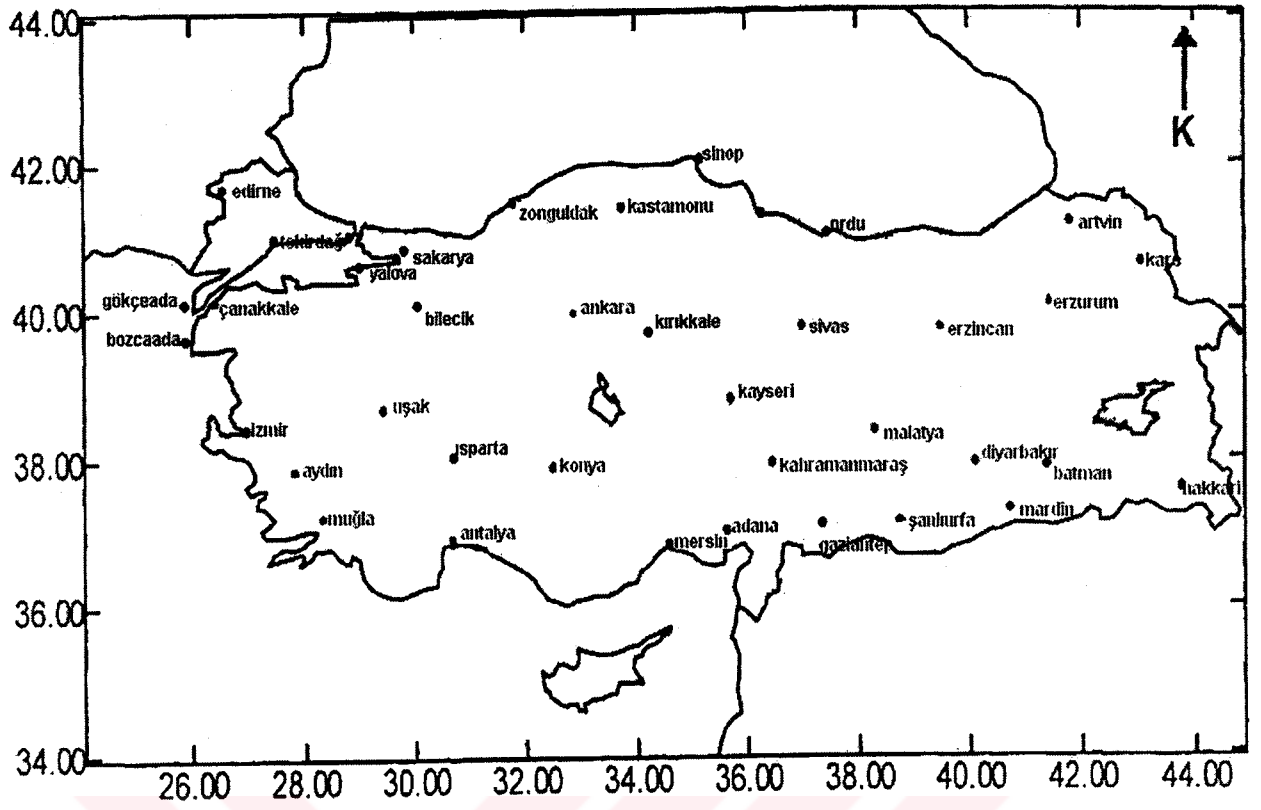 44.00
K
42.00
sinop
edirne
zonguldak
kastamonu
ordu
artvin
tekirdağ
sakarya
kars
yalova
gökçeada
çanakkale
erzurum
40.00
bilecik
ankara
kırıkkale
sivas
erzincan
bozcaada
kayseri
uşak
izmir
malatya
ısparta
diyarbakır
38.00
aydın
konya
kahramanmaraş
batman
hakkari
muğla
antalya
mersin
adana
gaziantep
şanlıurfa
mardin
36.00
34.00
26.00 28.00 30.00 32.00 34.00 36.00 38.00 40.00 42.00 44.00